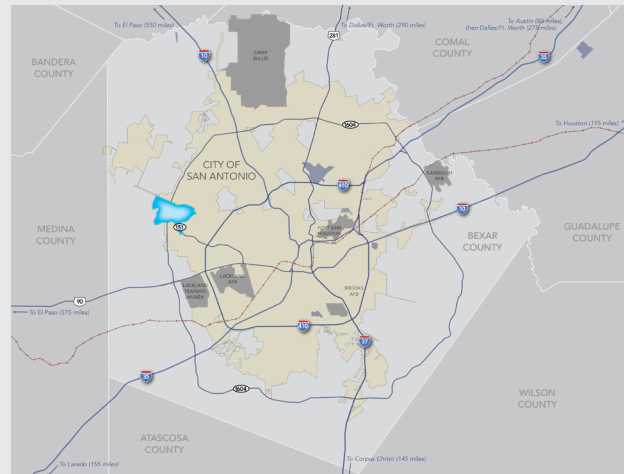 To El Paso (550 miles)
To Dallas/Ft. Worth (290 miles)
To Austin (80 miles),
then Dallas/Ft. Worth (275 miles)
281
10
35
BANDERA
COUNTY
CAMP
BULLIS
COMAL
COUNTY
To Houston (195 miles)
1604
CITY OF
SAN ANTONIO
RANDOLPH
AFB
410
10
151
FORT SAM
HOUSTON
MEDINA
COUNTY
GUADALUPE
COUNTY
BEXAR
COUNTY
LACKLAND
AFB
LACKLAND
TRAINING
ANNEX
BROOKS
AFB
90
To El Paso (575 miles)
410
37
35
1604
WILSON
COUNTY
ATASCOSA
COUNTY
To Laredo (155 miles)
To Corpus Christi (145 miles)